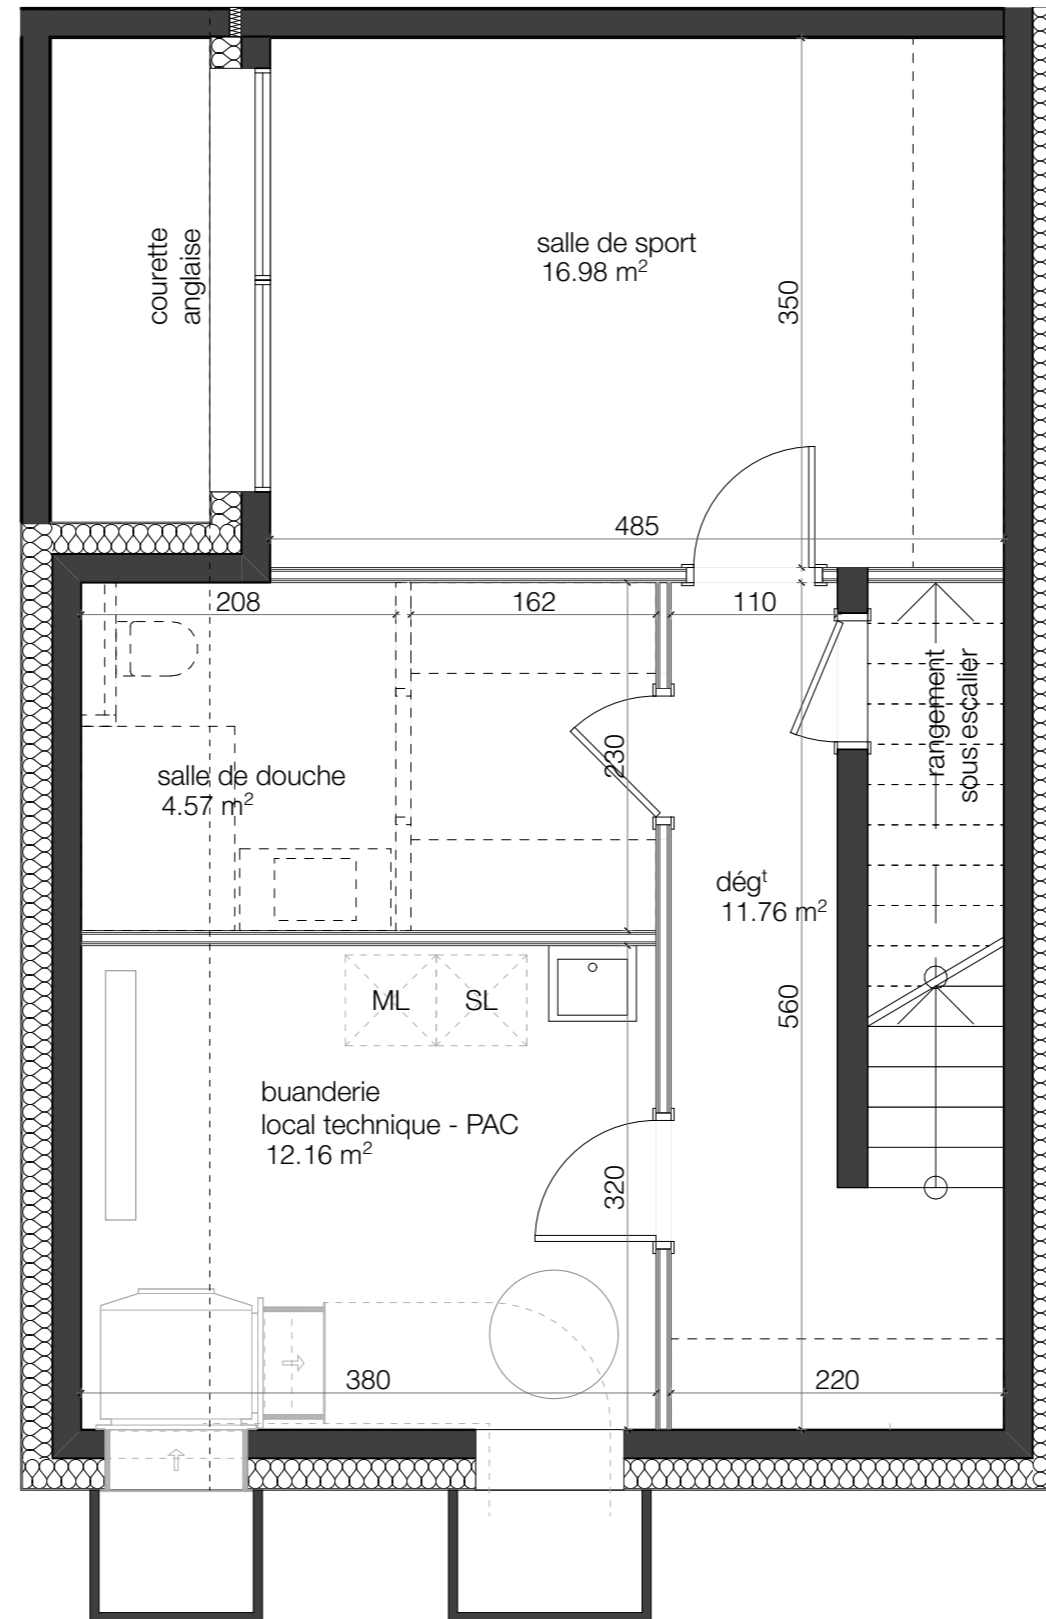 courette
anglaise
salle de sport
16.98 m²
350
485
208
162
110
rangement
sous escalier
230
salle de douche
4.57 m²
dégᵗ
11.76 m²
ML
SL
560
buanderie
local technique - PAC
12.16 m²
320
380
220